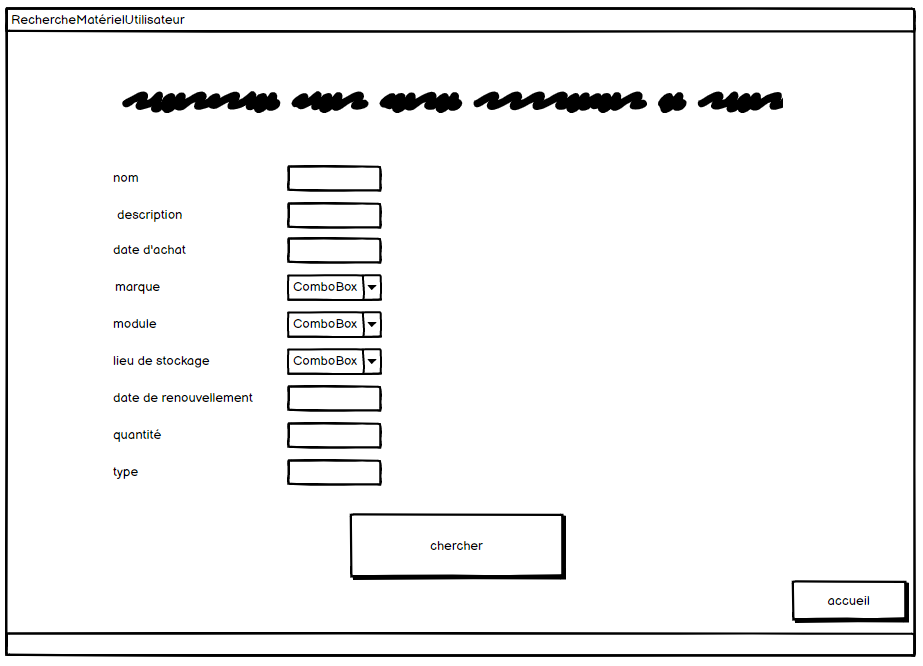 RechercheMatérielUtilisateur
nom
description
date d'achat
marque ComboBox
module ComboBox
lieu de stockage ComboBox
date de renouvellement
quantité
type
chercher
accueil